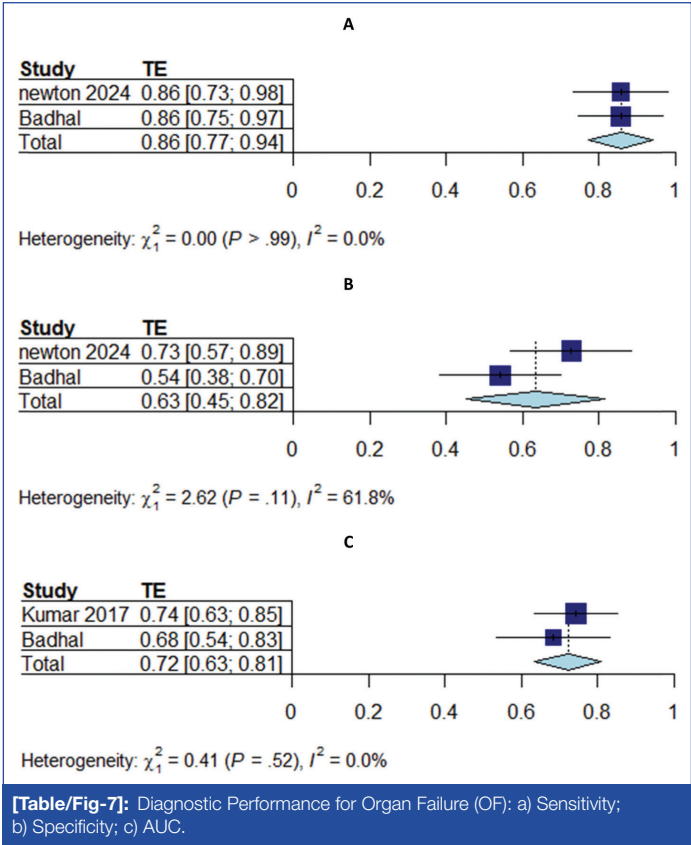 A
Study TE
newton 2024 0.86 [0.73; 0.98]
Badhal 0.86 [0.75; 0.97]
Total 0.86 [0.77; 0.94]
0 0.2 0.4 0.6 0.8 1
Heterogeneity: χ²₁ = 0.00 (P > .99), I² = 0.0%
B
Study TE
newton 2024 0.73 [0.57; 0.89]
Badhal 0.54 [0.38; 0.70]
Total 0.63 [0.45; 0.82]
0 0.2 0.4 0.6 0.8 1
Heterogeneity: χ²₁ = 2.62 (P = .11), I² = 61.8%
C
Study TE
Kumar 2017 0.74 [0.63; 0.85]
Badhal 0.68 [0.54; 0.83]
Total 0.72 [0.63; 0.81]
0 0.2 0.4 0.6 0.8 1
Heterogeneity: χ²₁ = 0.41 (P = .52), I² = 0.0%
[Table/Fig-7]: Diagnostic Performance for Organ Failure (OF): a) Sensitivity;
b) Specificity; c) AUC.